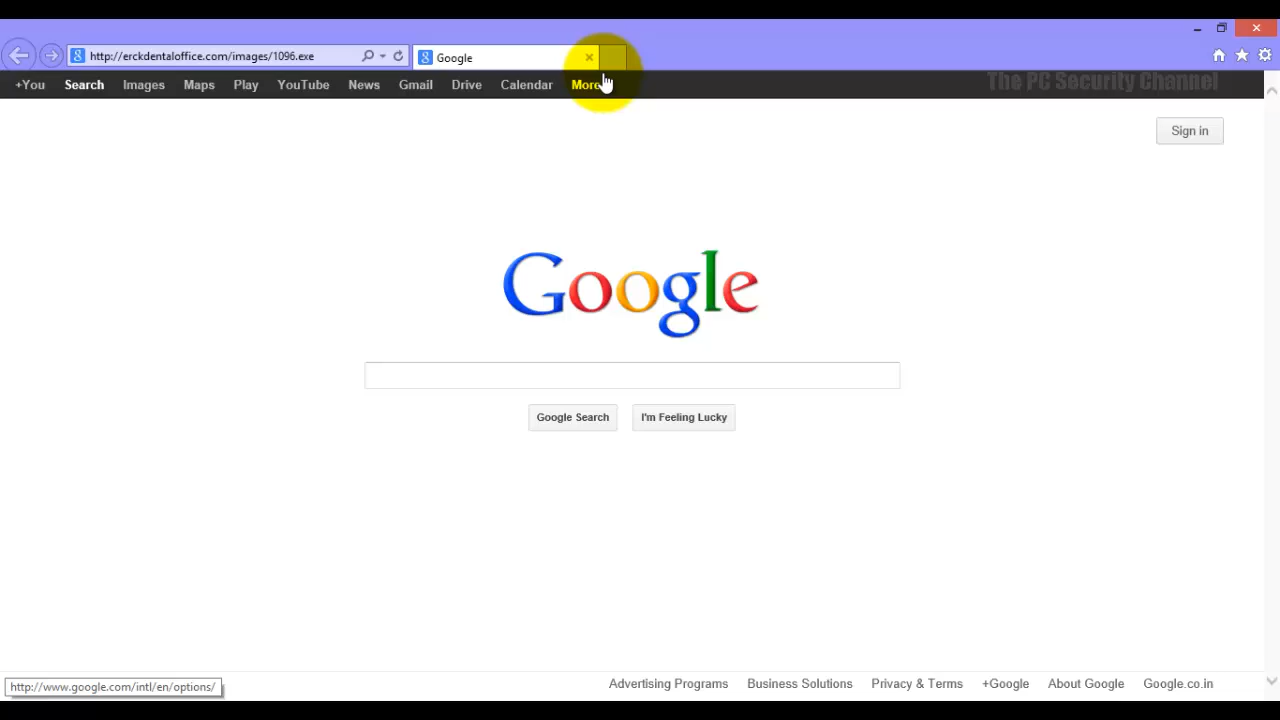 http://erckdentaloffice.com/images/1096.exe
Google
+You Search Images Maps Play YouTube News Gmail Drive Calendar More
The PC Security Channel
Sign in
Google
Google Search
I'm Feeling Lucky
http://www.google.com/intl/en/options/
Advertising Programs Business Solutions Privacy & Terms +Google About Google Google.co.in